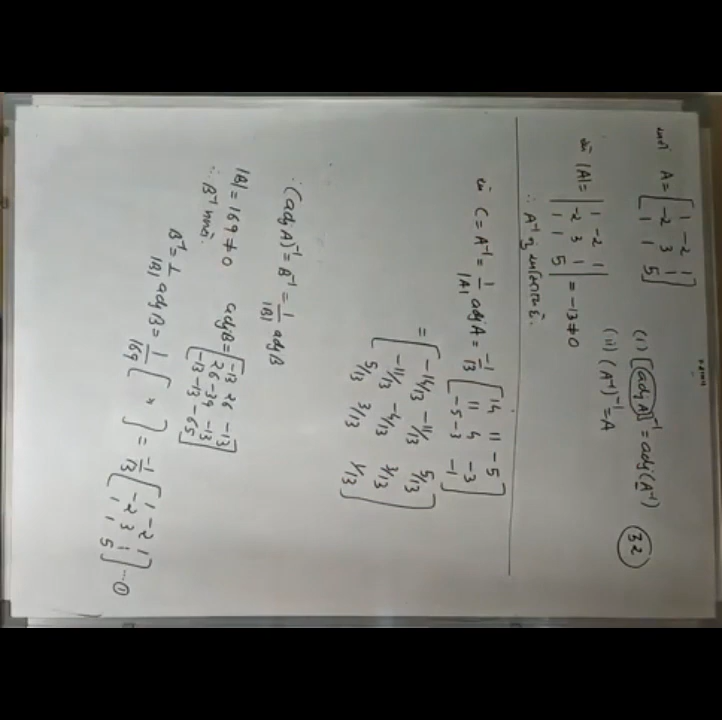 A = [1 -2 1
-2 3 1
1 1 5]
(i) [adj A]⁻¹ = adj(A⁻¹)
(ii) (A⁻¹)⁻¹ = A
32
|A| = |1 -2 1
-2 3 1
1 1 5| = -13 ≠ 0
∴ A⁻¹
C = A⁻¹ = 1/|A| adj A = -1/13 [14 11 -5
11 4 -3
-5 -3 -1]
= [-14/13 -11/13 5/13
-11/13 -4/13 3/13
5/13 3/13 1/13]
∴ (adj A)⁻¹ = B⁻¹ = 1/|B| adj B
|B| = 169 ≠ 0
∴ B⁻¹
adj B = [-13 26 -13
26 -39 -13
-13 -13 -65]
B⁻¹ = 1/|B| adj B = 1/169 [ " ] = -1/13 [1 -2 1
-2 3 1
1 1 5] ...①